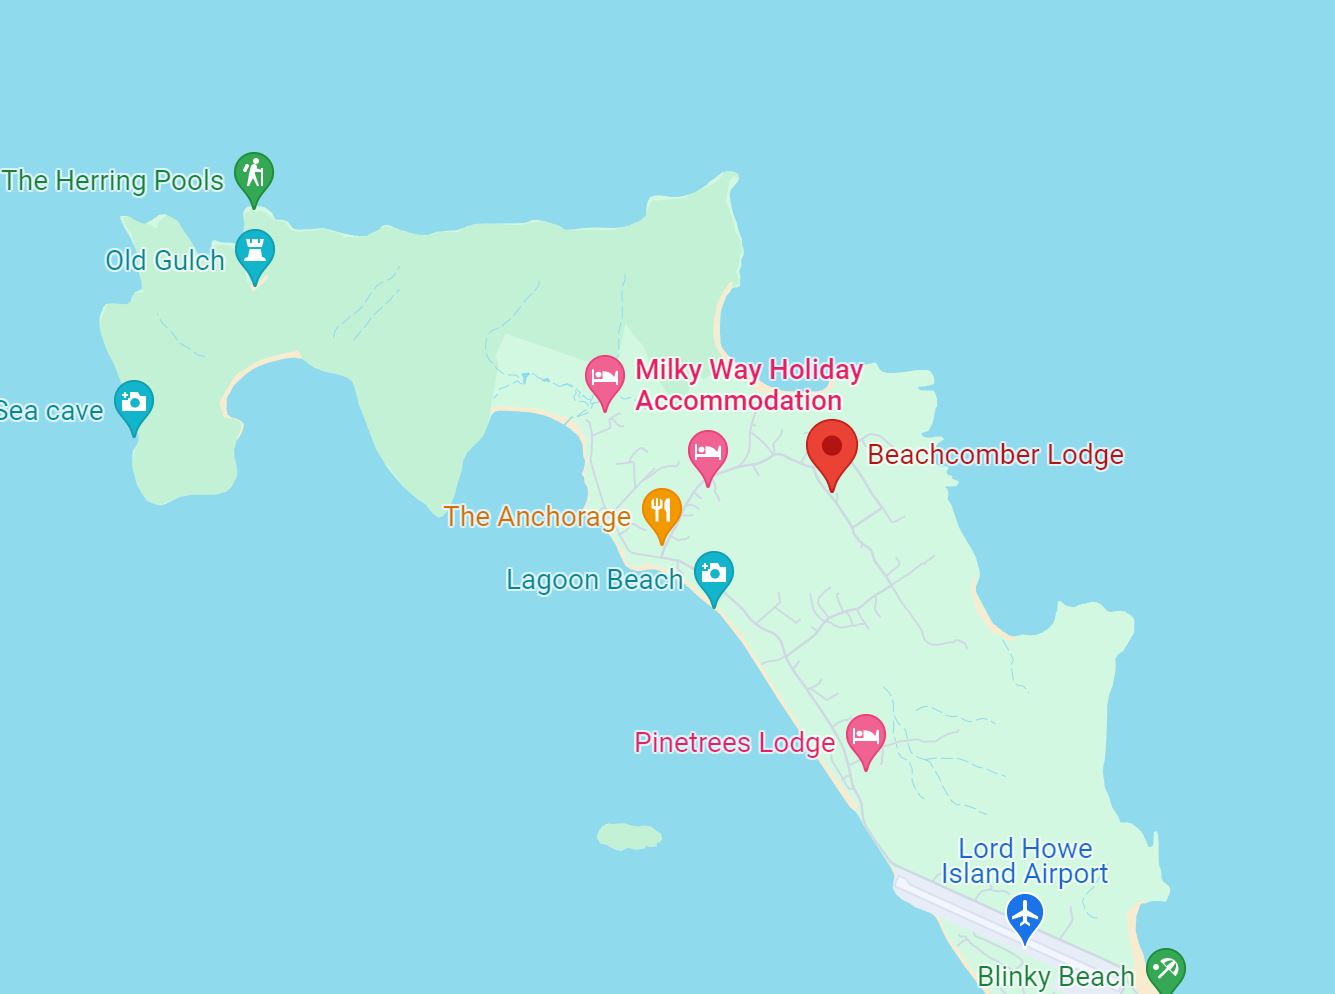 The Herring Pools
Old Gulch
Milky Way Holiday
Accommodation
Sea cave
Beachcomber Lodge
The Anchorage
Lagoon Beach
Pinetrees Lodge
Lord Howe
Island Airport
Blinky Beach